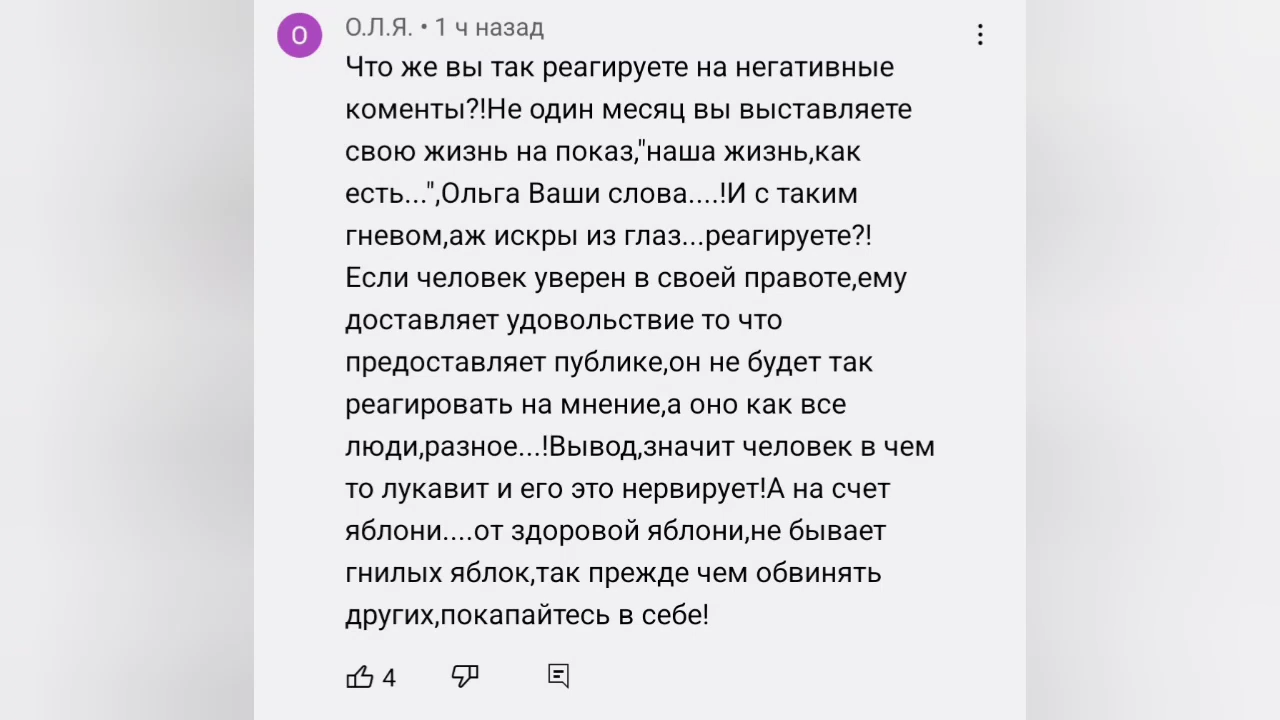 О
О.Л.Я. • 1 ч назад
Что же вы так реагируете на негативные
коменты?!Не один месяц вы выставляете
свою жизнь на показ,"наша жизнь,как
есть...",Ольга Ваши слова....!И с таким
гневом,аж искры из глаз...реагируете?!
Если человек уверен в своей правоте,ему
доставляет удовольствие то что
предоставляет публике,он не будет так
реагировать на мнение,а оно как все
люди,разное...!Вывод,значит человек в чем
то лукавит и его это нервирует!А на счет
яблони....от здоровой яблони,не бывает
гнилых яблок,так прежде чем обвинять
других,покапайтесь в себе!
4